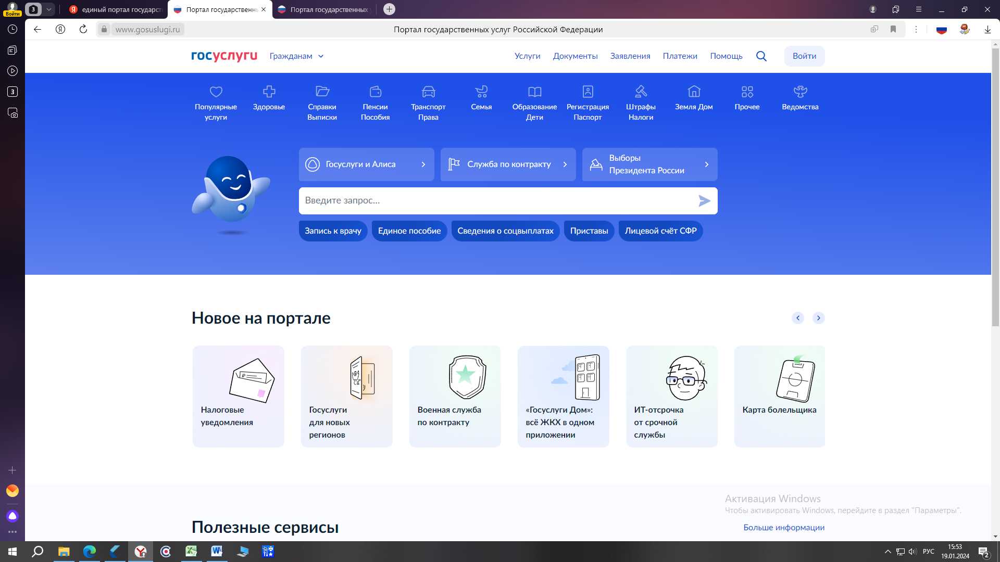 Войти
3
единый портал государст
Портал государственны
Портал государственных у
www.gosuslugi.ru
Портал государственных услуг Российской Федерации
3
госуслуги
Гражданам
Услуги
Документы
Заявления
Платежи
Помощь
Войти
Популярные
услуги
Здоровье
Справки
Выписки
Пенсии
Пособия
Транспорт
Права
Семья
Образование
Дети
Регистрация
Паспорт
Штрафы
Налоги
Земля Дом
Прочее
Ведомства
Госуслуги и Алиса
Служба по контракту
Выборы
Президента России
Введите запрос...
Запись к врачу
Единое пособие
Сведения о соцвыплатах
Приставы
Лицевой счёт СФР
Новое на портале
Налоговые
уведомления
Госуслуги
для новых
регионов
Военная служба
по контракту
«Госуслуги Дом»:
всё ЖКХ в одном
приложении
ИТ-отсрочка
от срочной
службы
Карта болельщика
Полезные сервисы
Активация Windows
Чтобы активировать Windows, перейдите в раздел "Параметры".
Больше информации
РУС
15:53
19.01.2024
2